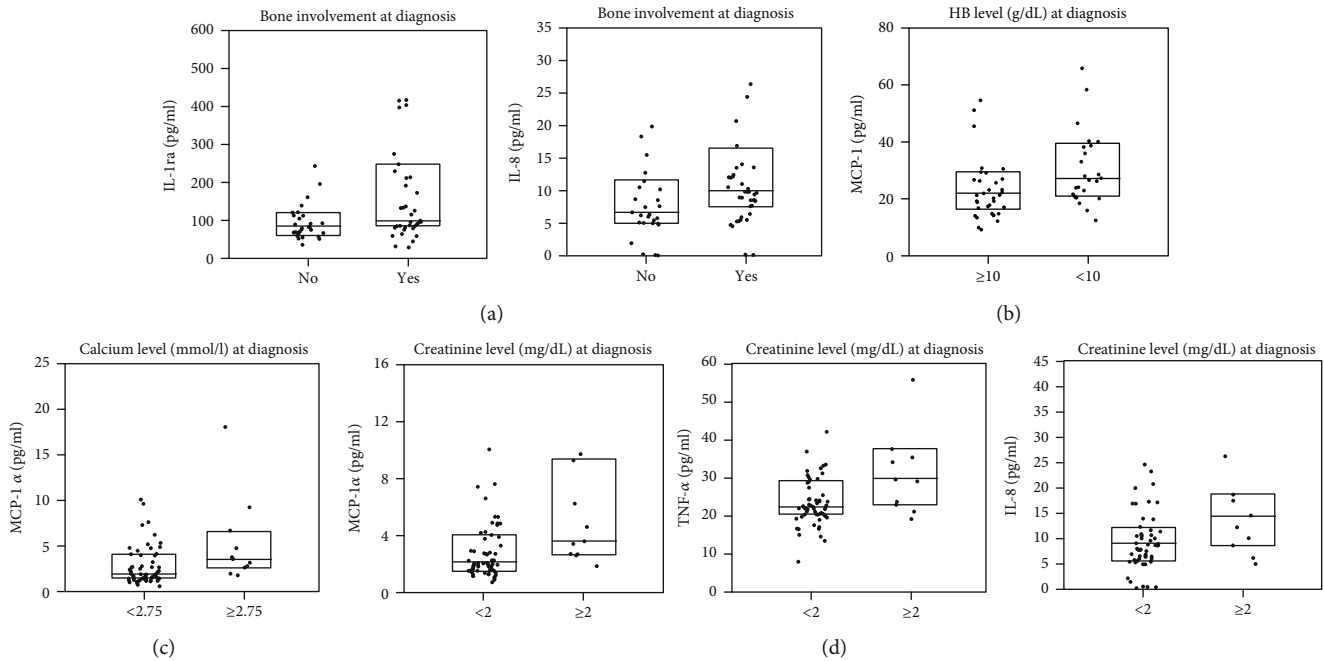 Bone involvement at diagnosis
600
500
400
300
200
100
0
IL-1ra (pg/ml)
No
Yes
Bone involvement at diagnosis
35
30
25
20
15
10
5
0
IL-8 (pg/ml)
No
Yes
(a)
HB level (g/dL) at diagnosis
80
60
40
20
0
MCP-1 (pg/ml)
≥10
<10
(b)
Calcium level (mmol/l) at diagnosis
25
20
15
10
5
0
MCP-1 α (pg/ml)
<2.75
≥2.75
(c)
Creatinine level (mg/dL) at diagnosis
16
12
8
4
0
MCP-1α (pg/ml)
<2
≥2
Creatinine level (mg/dL) at diagnosis
60
50
40
30
20
10
0
TNF-α (pg/ml)
<2
≥2
Creatinine level (mg/dL) at diagnosis
45
40
35
30
25
20
15
10
5
0
IL-8 (pg/ml)
<2
≥2
(d)